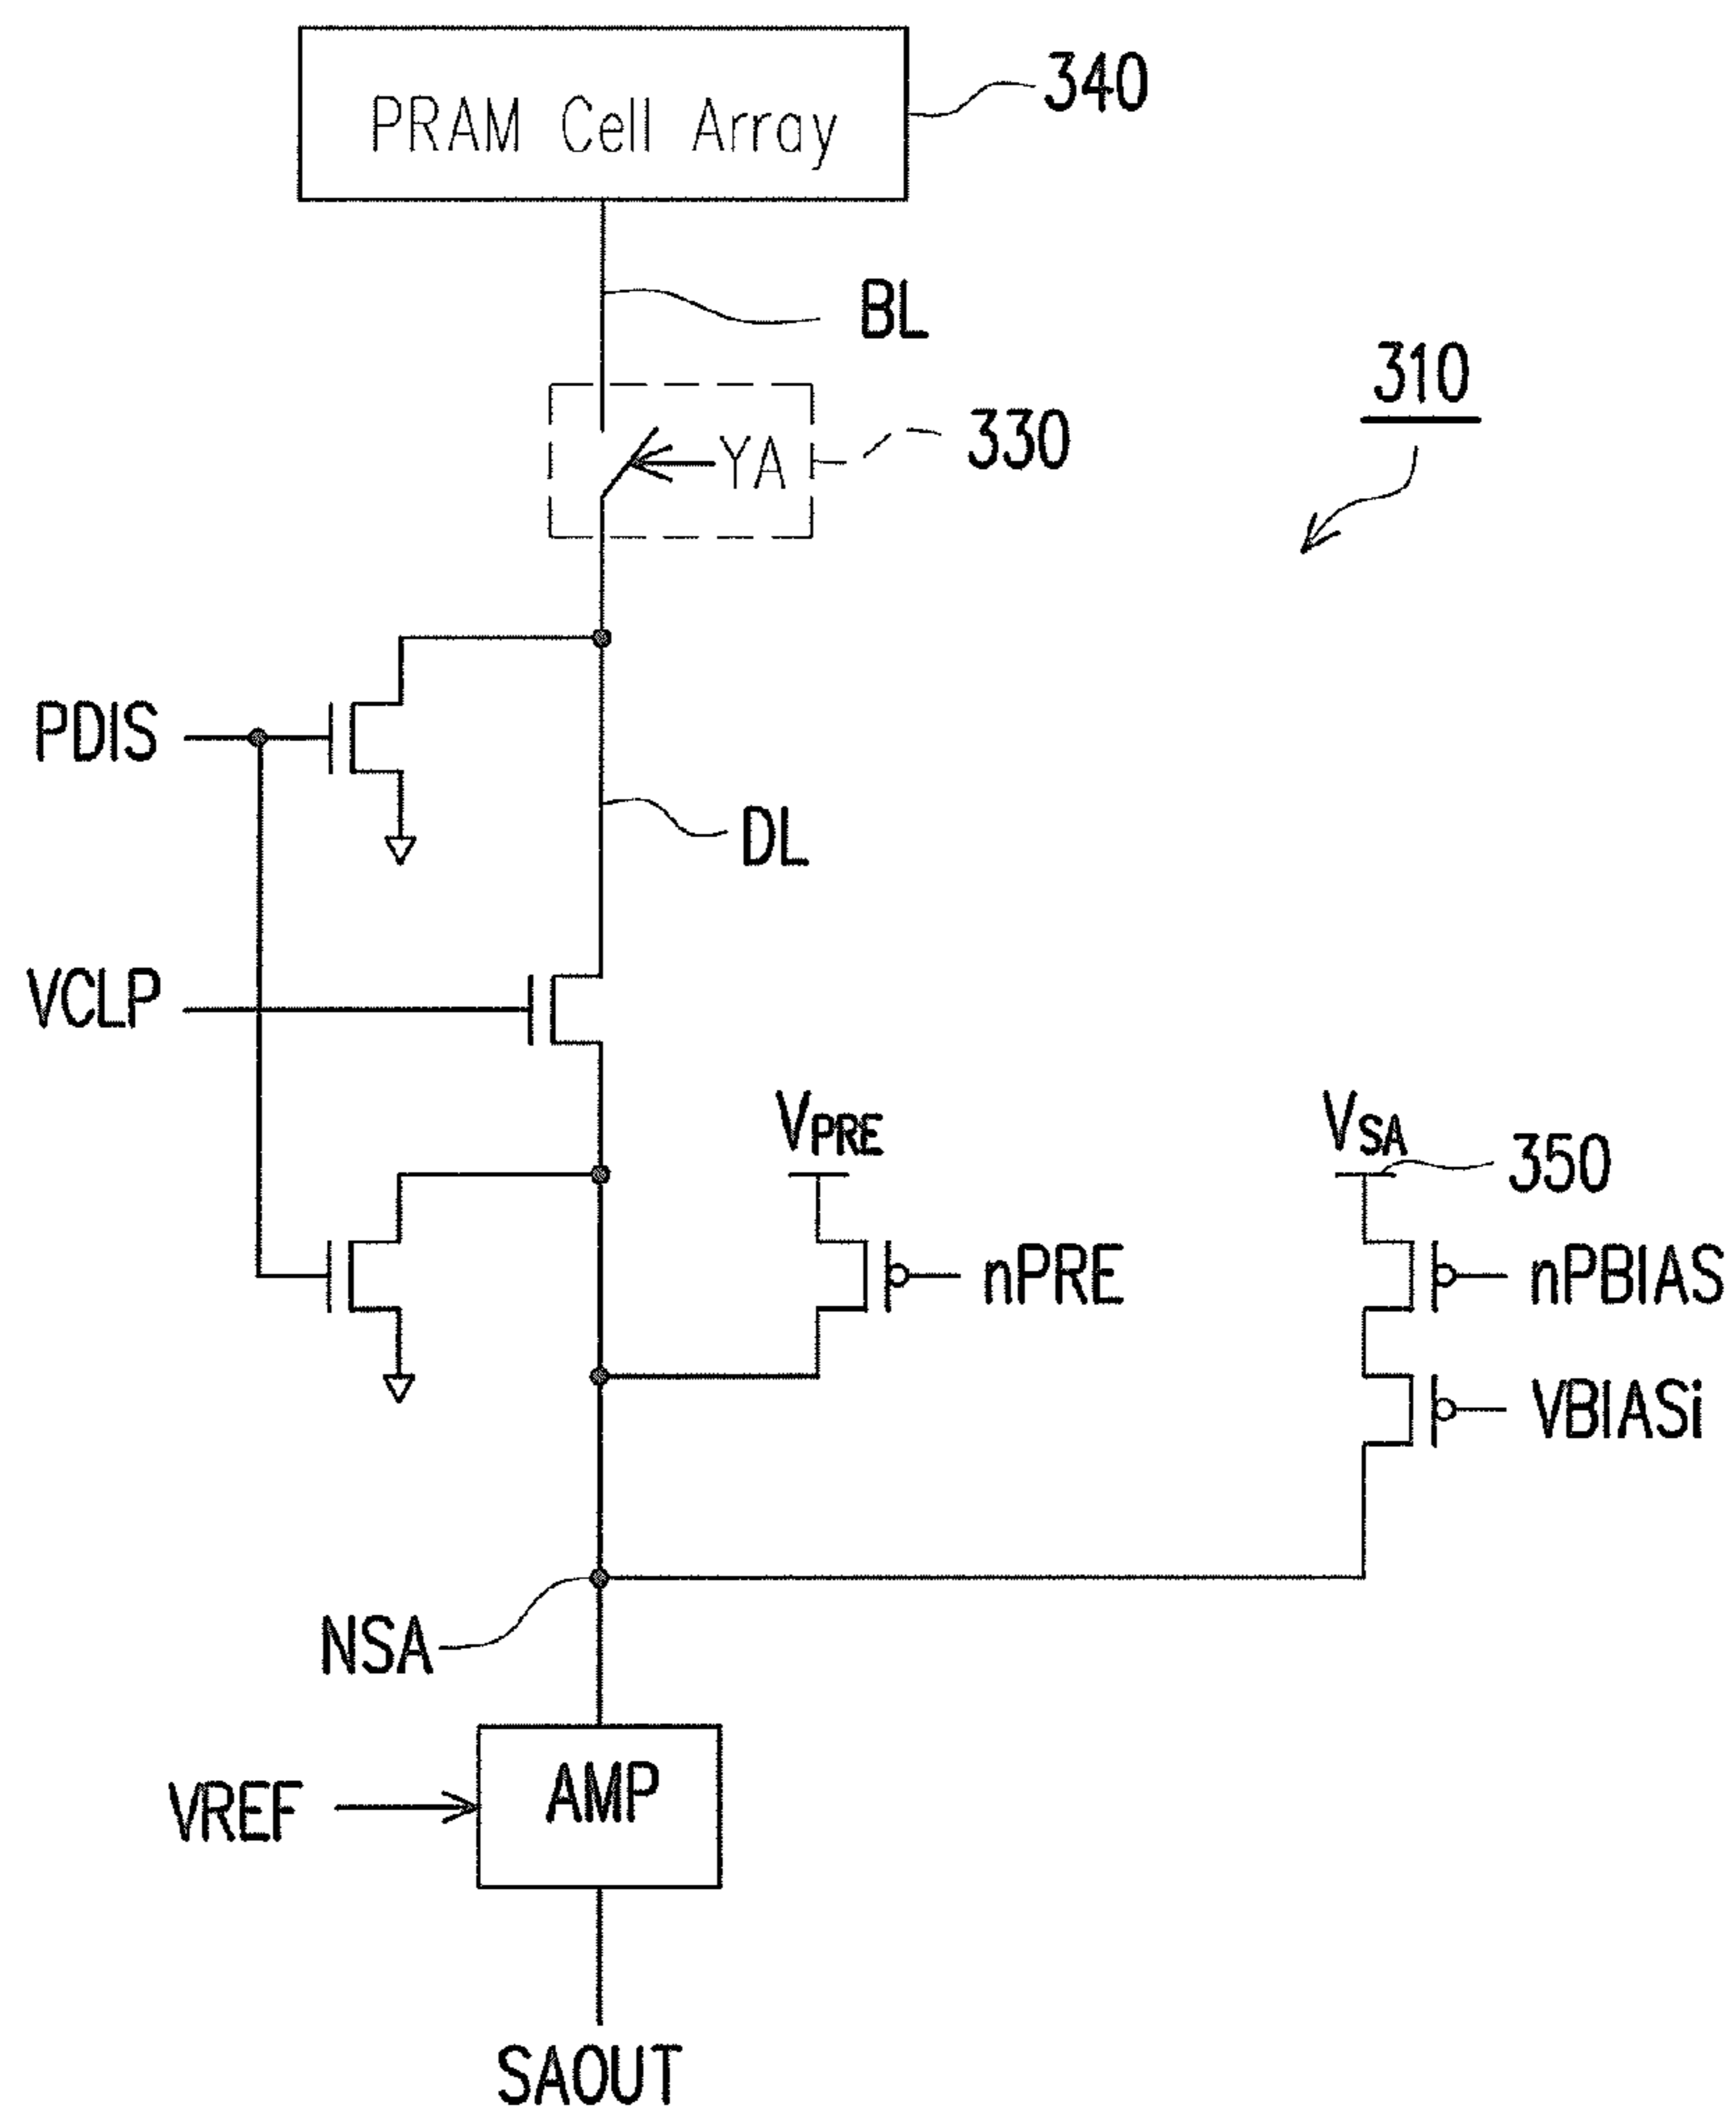 PRAM Cell Array
340
BL
310
YA
330
PDIS
DL
VCLP
VPRE
VSA
350
nPRE
nPBIAS
VBIASi
NSA
AMP
VREF
SAOUT